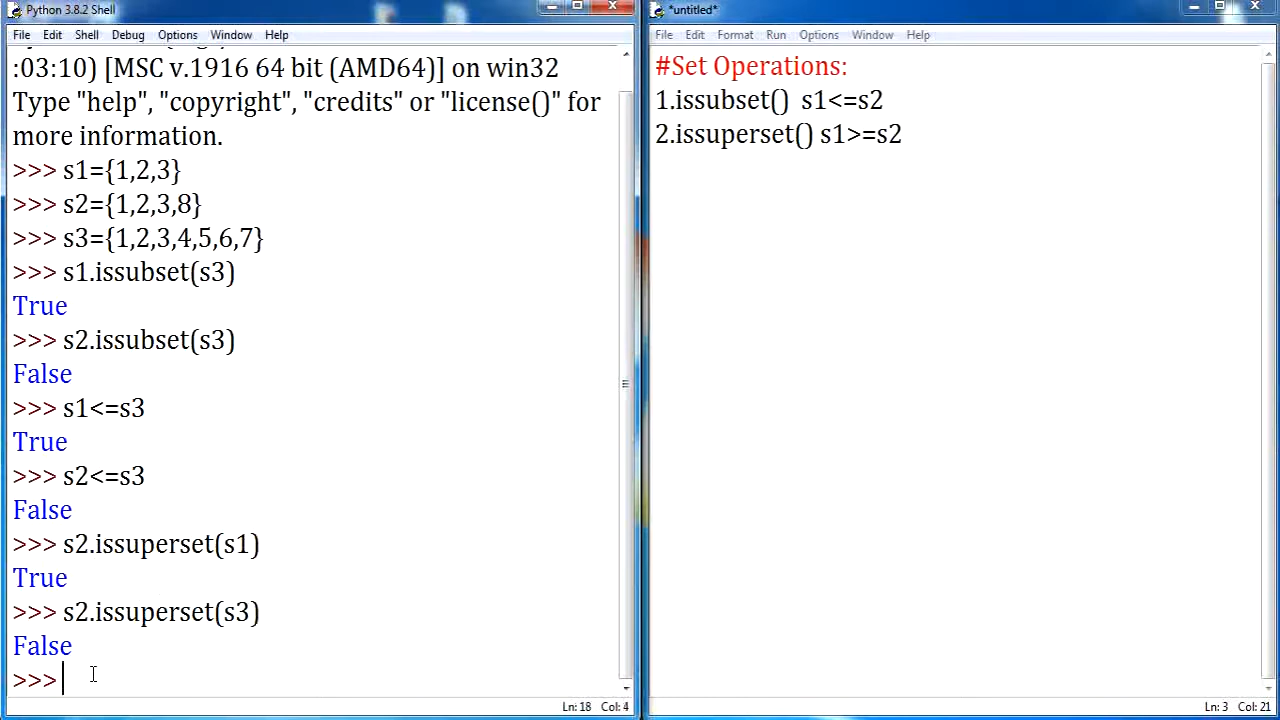 Python 3.8.2 Shell
File Edit Shell Debug Options Window Help
:03:10) [MSC v.1916 64 bit (AMD64)] on win32
Type "help", "copyright", "credits" or "license()" for
more information.
>>> s1={1,2,3}
>>> s2={1,2,3,8}
>>> s3={1,2,3,4,5,6,7}
>>> s1.issubset(s3)
True
>>> s2.issubset(s3)
False
>>> s1<=s3
True
>>> s2<=s3
False
>>> s2.issuperset(s1)
True
>>> s2.issuperset(s3)
False
>>>
Ln: 18 Col: 4
*untitled*
File Edit Format Run Options Window Help
#Set Operations:
1.issubset()  s1<=s2
2.issuperset() s1>=s2
Ln: 3 Col: 21